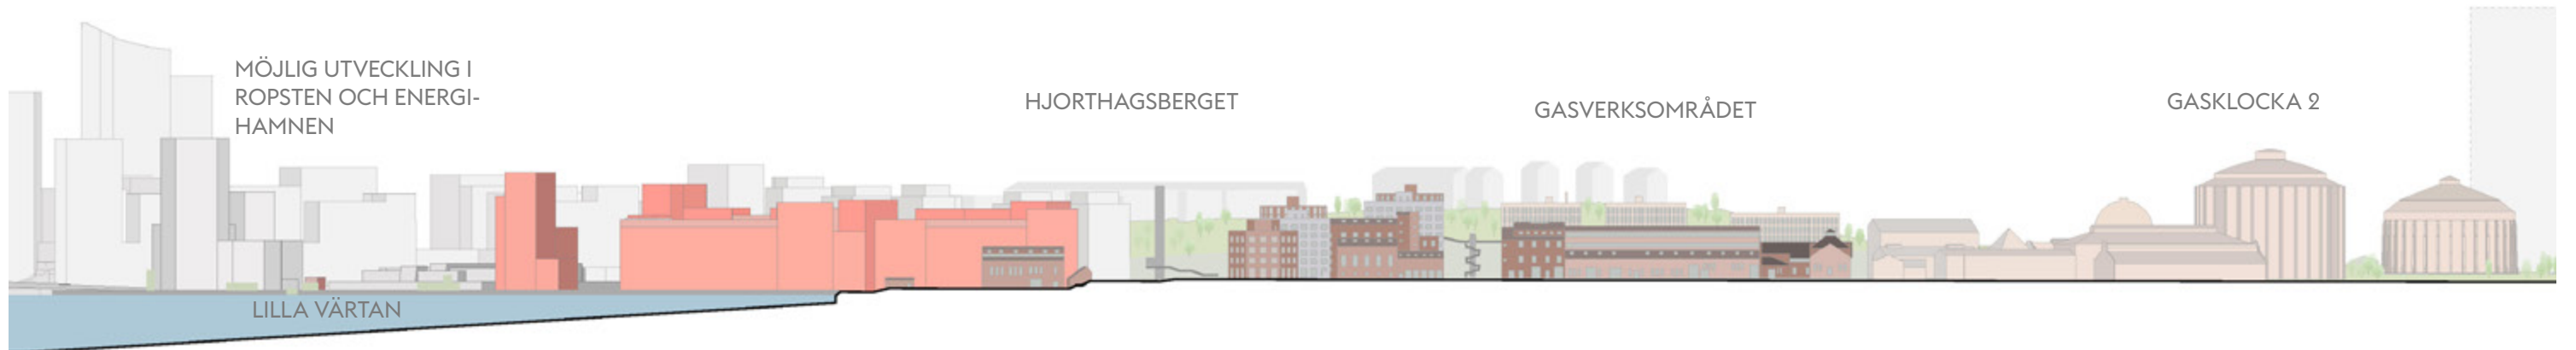 MÖJLIG UTVECKLING I
ROPSTEN OCH ENERGI-
HAMNEN
HJORTHAGSBERGET
GASVERKSOMRÅDET
GASKLOCKA 2
LILLA VÄRTAN